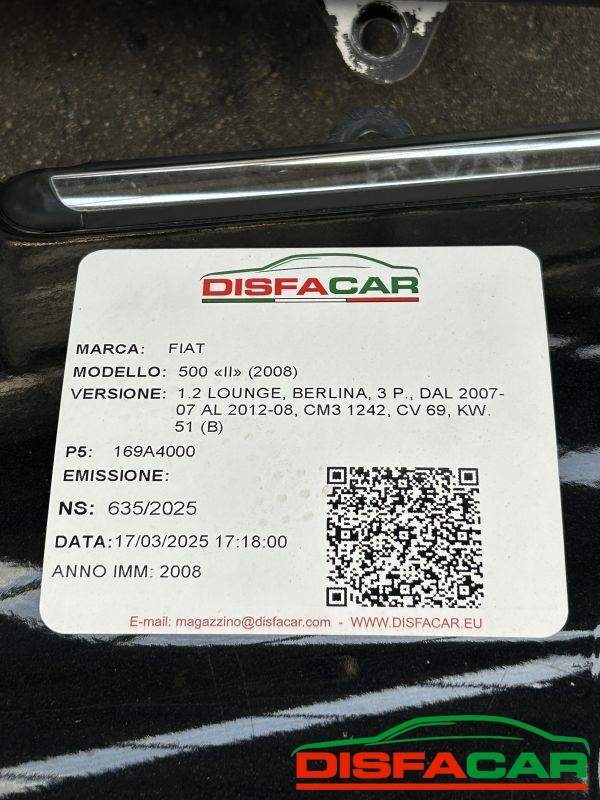 DISFACAR
MARCA: FIAT
MODELLO: 500 «II» (2008)
VERSIONE: 1.2 LOUNGE, BERLINA, 3 P., DAL 2007-
07 AL 2012-08, CM3 1242, CV 69, KW.
51 (B)
P5: 169A4000
EMISSIONE:
NS: 635/2025
DATA: 17/03/2025 17:18:00
ANNO IMM: 2008
E-mail: magazzino@disfacar.com - WWW.DISFACAR.EU
DISFACAR